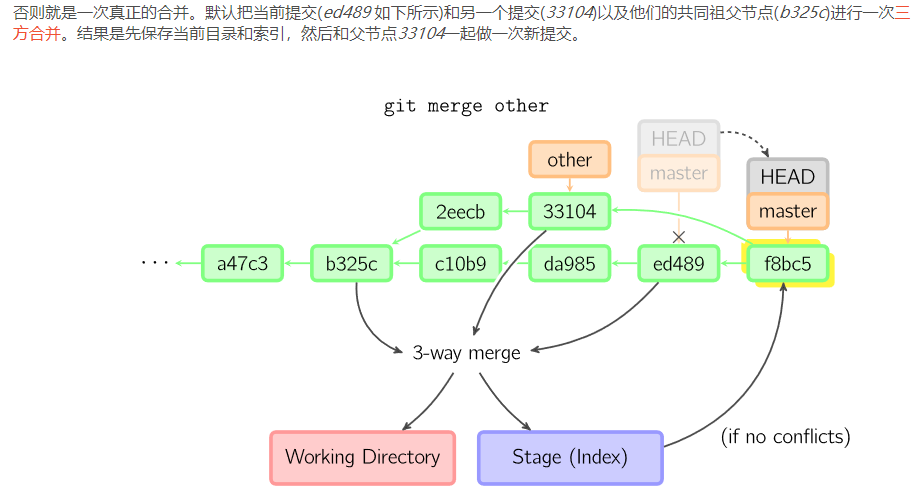 否则就是一次真正的合并。默认把当前提交(ed489 如下所示)和另一个提交(33104)以及他们的共同祖父节点(b325c)进行一次三
方合并。结果是先保存当前目录和索引，然后和父节点33104一起做一次新提交。
git merge other
HEAD
other
master
HEAD
2eecb
33104
master
... a47c3
b325c
c10b9
da985
ed489
f8bc5
3-way merge
(if no conflicts)
Working Directory
Stage (Index)